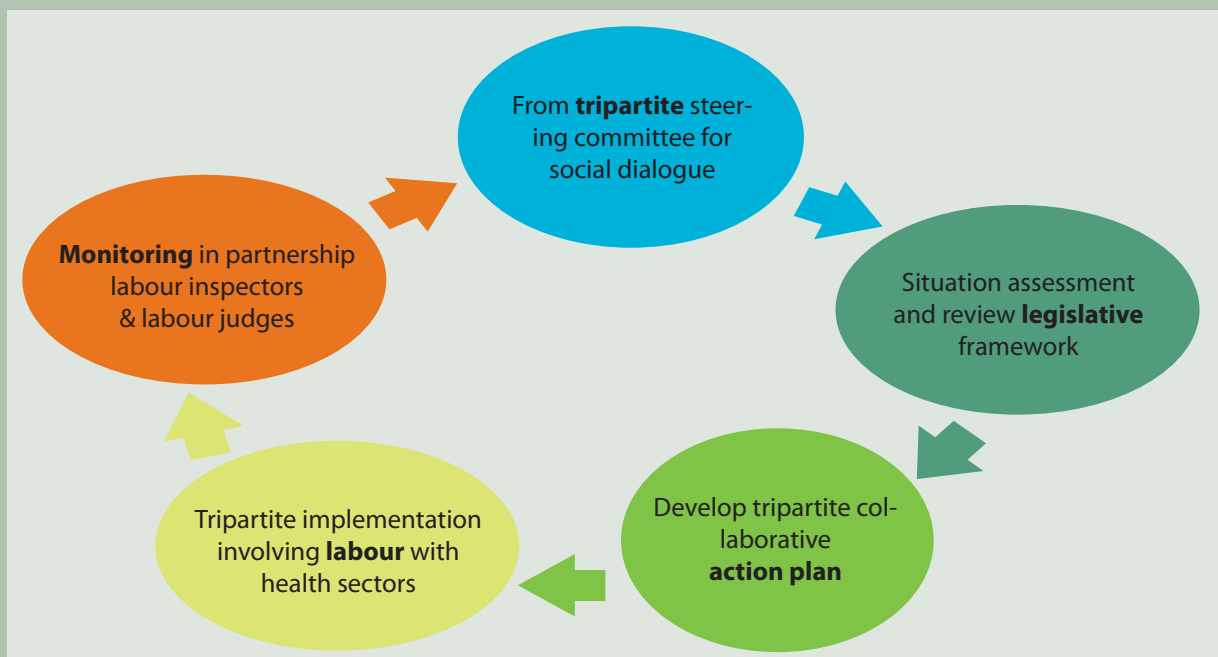 From tripartite steer-
ing committee for
social dialogue
Situation assessment
and review legislative
framework
Develop tripartite col-
laborative
action plan
Tripartite implementation
involving labour with
health sectors
Monitoring in partnership
labour inspectors
& labour judges